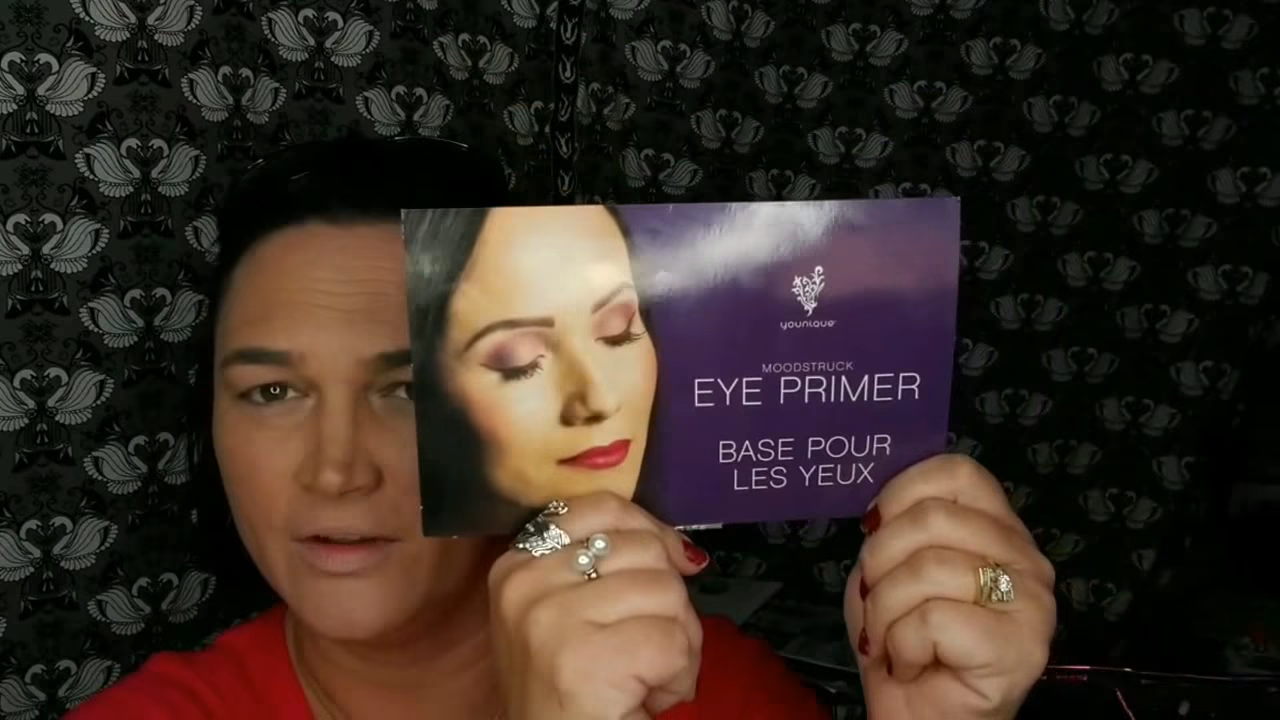 younique
MOODSTRUCK
EYE PRIMER
BASE POUR
LES YEUX